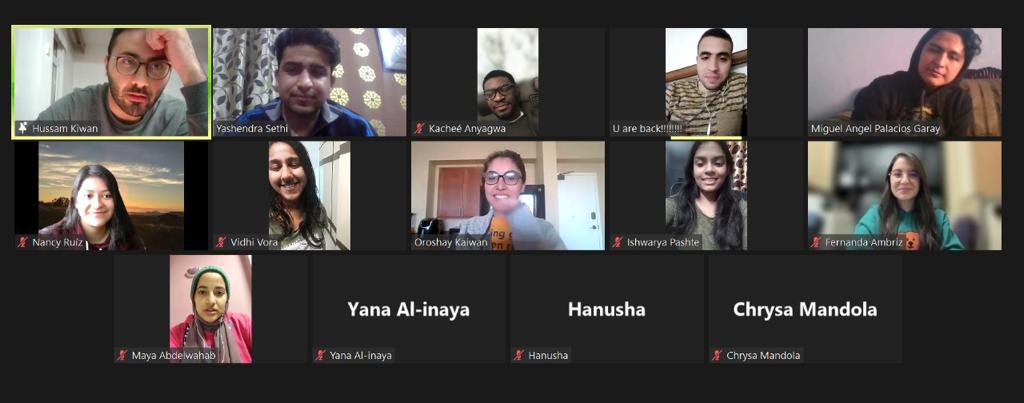 Hussam Kiwan
Yashendra Sethi
Kacheé Anyagwa
U are back!!!!!!!!
Miguel Angel Palacios Garay
Nancy Ruíz
Vidhi Vora
Oroshay Kaiwan
Ishwarya Pashte
Fernanda Ambriz
Maya Abdelwahab
Yana Al-inaya
Yana Al-inaya
Hanusha
Hanusha
Chrysa Mandola
Chrysa Mandola